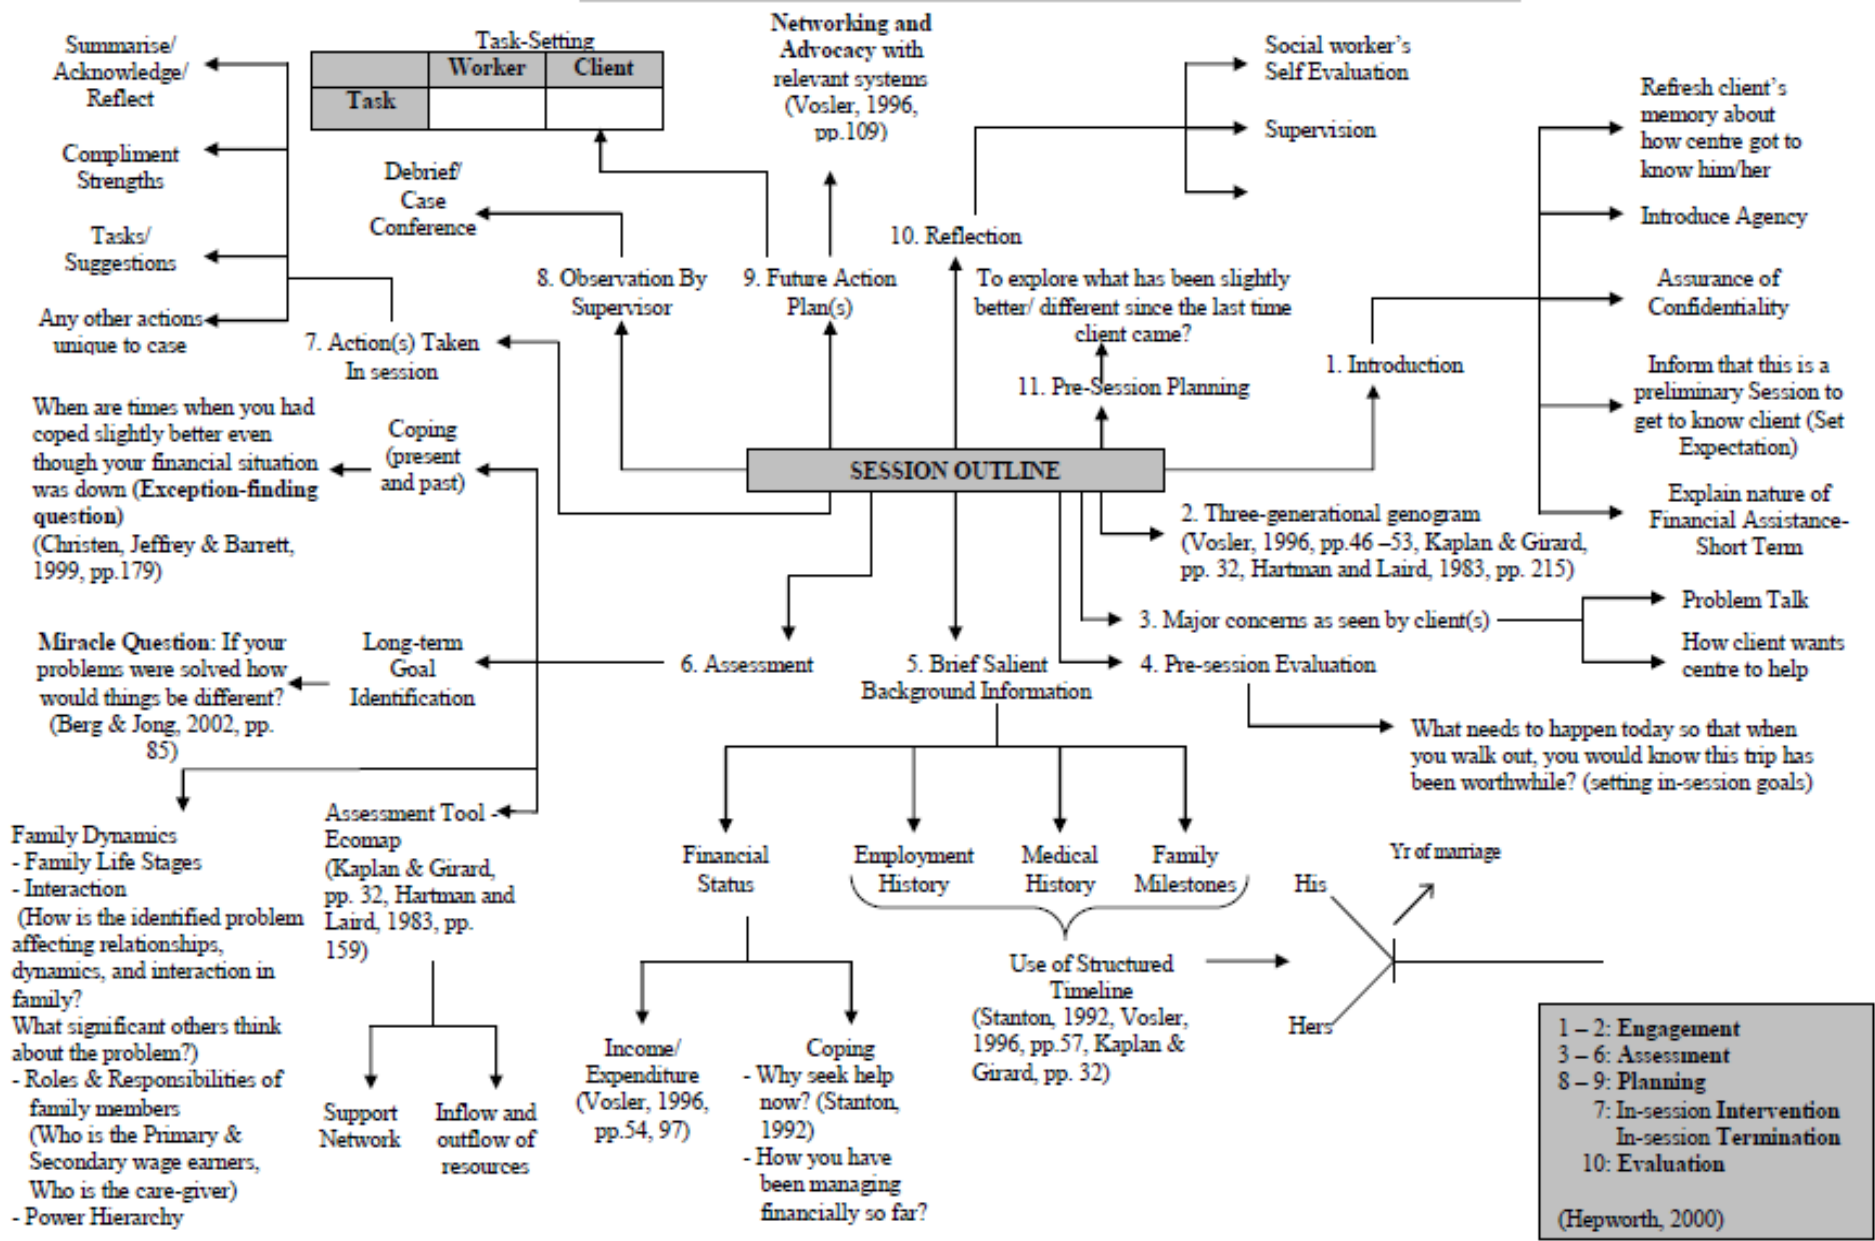 Summarise/
Acknowledge/
Reflect
Compliment
Strengths
Tasks/
Suggestions
Any other actions
unique to case
Task-Setting
Worker Client
Task
Debrief/
Case
Conference
Networking and
Advocacy with
relevant systems
(Vosler, 1996,
pp.109)
Social worker's
Self Evaluation
Supervision
Refresh client's
memory about
how centre got to
know him/her
Introduce Agency
Assurance of
Confidentiality
Inform that this is a
preliminary Session to
get to know client (Set
Expectation)
Explain nature of
Financial Assistance-
Short Term
7. Action(s) Taken
In session
8. Observation By
Supervisor
9. Future Action
Plan(s)
10. Reflection
To explore what has been slightly
better/ different since the last time
client came?
11. Pre-Session Planning
1. Introduction
SESSION OUTLINE
When are times when you had
coped slightly better even
though your financial situation
was down (Exception-finding
question)
(Christen, Jeffrey & Barrett,
1999, pp.179)
Coping
(present
and past)
2. Three-generational genogram
(Vosler, 1996, pp.46 –53, Kaplan & Girard,
pp. 32, Hartman and Laird, 1983, pp. 215)
3. Major concerns as seen by client(s)
Problem Talk
How client wants
centre to help
4. Pre-session Evaluation
What needs to happen today so that when
you walk out, you would know this trip has
been worthwhile? (setting in-session goals)
5. Brief Salient
Background Information
6. Assessment
Long-term
Goal
Identification
Miracle Question: If your
problems were solved how
would things be different?
(Berg & Jong, 2002, pp.
85)
Family Dynamics
- Family Life Stages
- Interaction
(How is the identified problem
affecting relationships,
dynamics, and interaction in
family?
What significant others think
about the problem?)
- Roles & Responsibilities of
family members
(Who is the Primary &
Secondary wage earners,
Who is the care-giver)
- Power Hierarchy
Assessment Tool -
Ecomap
(Kaplan & Girard,
pp. 32, Hartman and
Laird, 1983, pp.
159)
Support
Network
Inflow and
outflow of
resources
Financial
Status
Employment
History
Medical
History
Family
Milestones
Income/
Expenditure
(Vosler, 1996,
pp.54, 97)
Coping
- Why seek help
now? (Stanton,
1992)
- How you have
been managing
financially so far?
Use of Structured
Timeline
(Stanton, 1992, Vosler,
1996, pp.57, Kaplan &
Girard, pp. 32)
His
Hers
Yr of marriage
1 – 2: Engagement
3 – 6: Assessment
8 – 9: Planning
7: In-session Intervention
In-session Termination
10: Evaluation
(Hepworth, 2000)